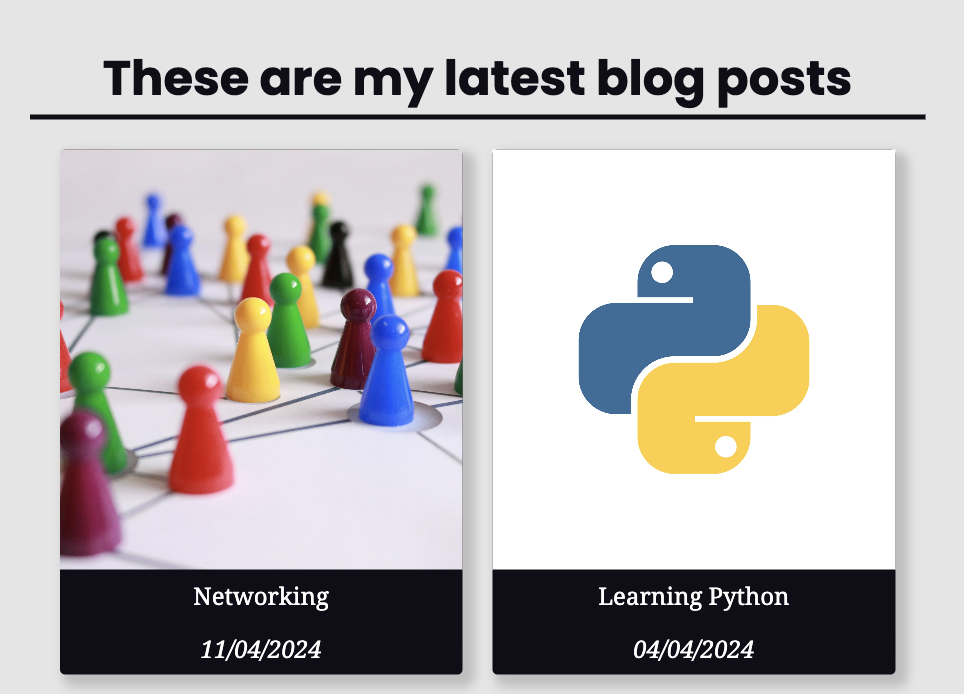 These are my latest blog posts
Networking
11/04/2024
Learning Python
04/04/2024